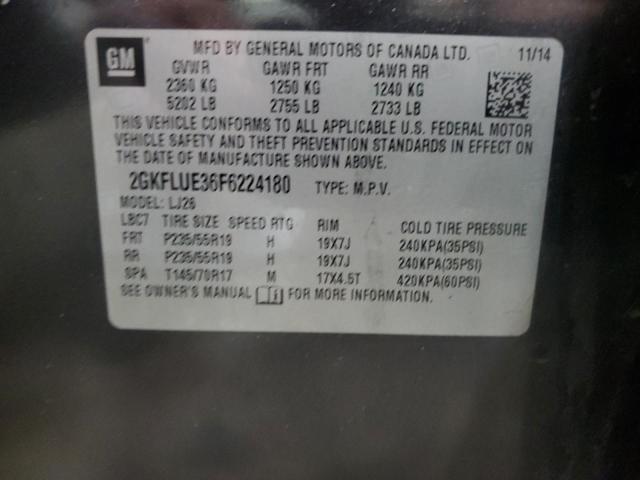 GM
MFD BY GENERAL MOTORS OF CANADA LTD. 11/14
GVWR GAWR FRT GAWR RR
2360 KG 1250 KG 1240 KG
5202 LB 2755 LB 2733 LB
THIS VEHICLE CONFORMS TO ALL APPLICABLE U.S. FEDERAL MOTOR
VEHICLE SAFETY AND THEFT PREVENTION STANDARDS IN EFFECT ON
THE DATE OF MANUFACTURE SHOWN ABOVE.
2GKFLUE36F6224180 TYPE: M.P.V.
MODEL: LJ26
LBC7 TIRE SIZE SPEED RTG RIM COLD TIRE PRESSURE
FRT P235/55R19 H 19X7J 240KPA(35PSI)
RR P235/55R19 H 19X7J 240KPA(35PSI)
SPA T145/70R17 M 17X4.5T 420KPA(60PSI)
SEE OWNER'S MANUAL FOR MORE INFORMATION.